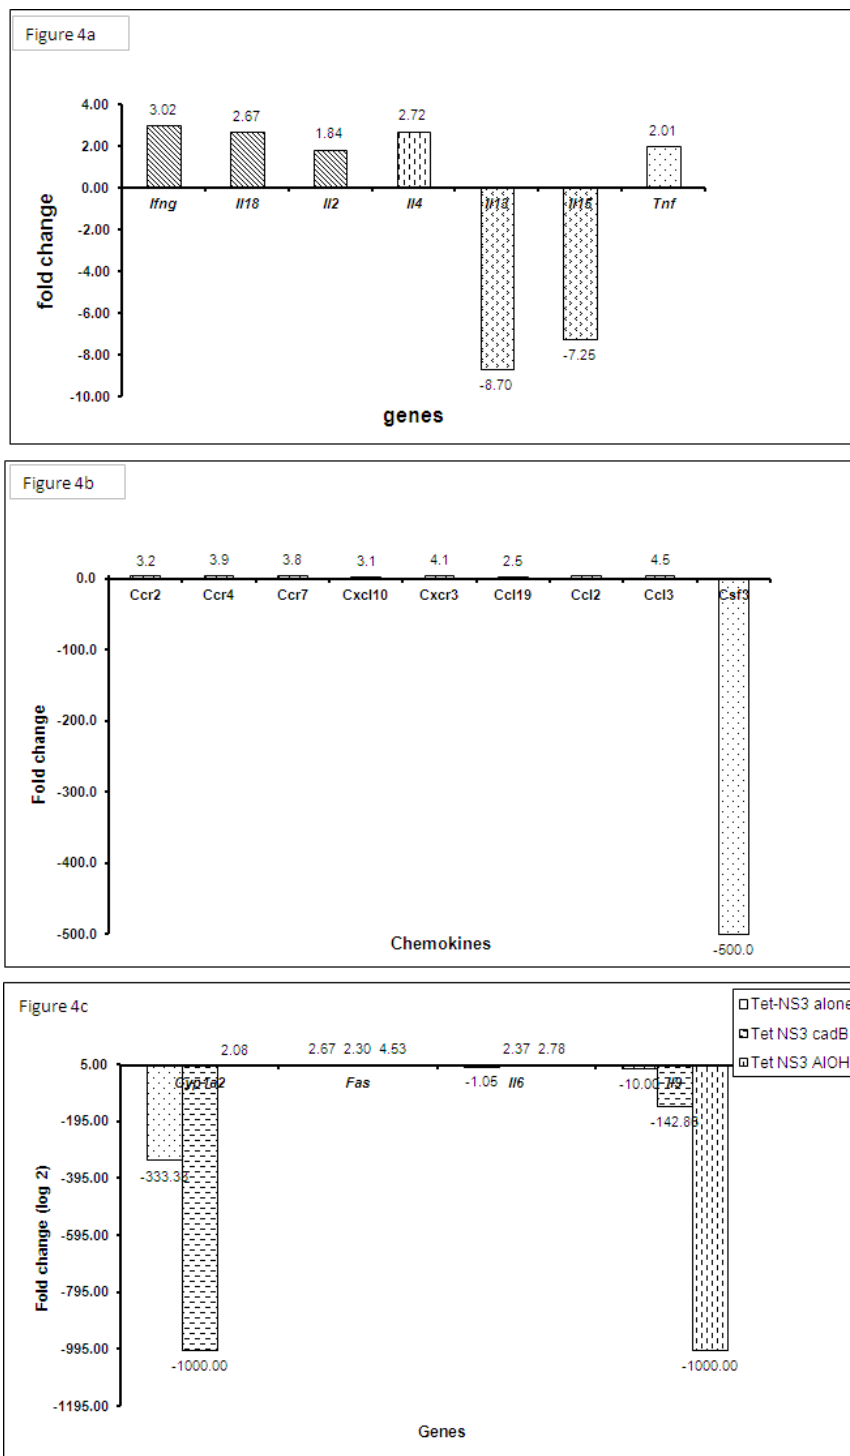 Figure 4a
4.00
2.00
0.00
-2.00
-4.00
-6.00
-8.00
-10.00
fold change
3.02
2.67
1.84
2.72
-8.70
-7.25
2.01
Ifng
Il18
Il2
Il4
Il13
Il15
Tnf
genes
Figure 4b
0.0
-100.0
-200.0
-300.0
-400.0
-500.0
Fold change
3.2
3.9
3.8
3.1
4.1
2.5
4.5
-500.0
Ccr2
Ccr4
Ccr7
Cxcl10
Cxcr3
Ccl19
Ccl2
Ccl3
Csf3
Chemokines
Figure 4c
Tet-NS3 alone
Tet NS3 cadB
Tet NS3 AlOH
5.00
-195.00
-395.00
-595.00
-795.00
-995.00
-1195.00
Fold change (log 2)
2.08
2.67 2.30 4.53
2.37 2.78
-1.05
-10.00
-142.86
-333.33
-1000.00
-1000.00
Cyp1a2
Fas
Il6
Il9
Genes